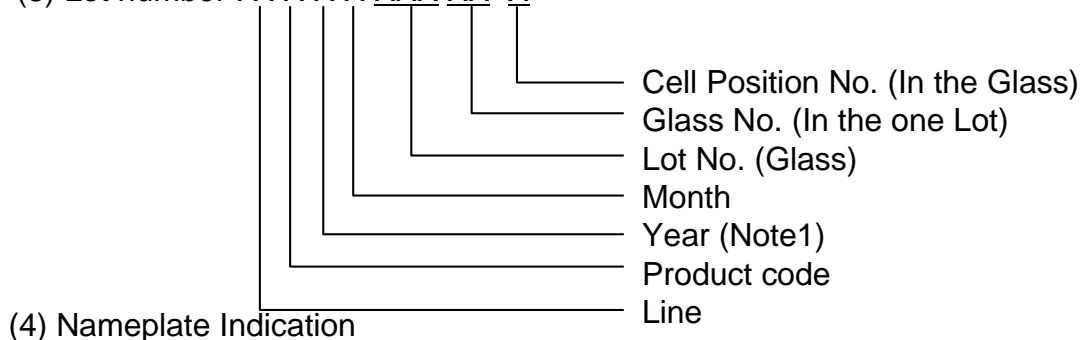 Cell Position No. (In the Glass)
Glass No. (In the one Lot)
Lot No. (Glass)
Month
Year (Note1)
Product code
Line
(4) Nameplate Indication